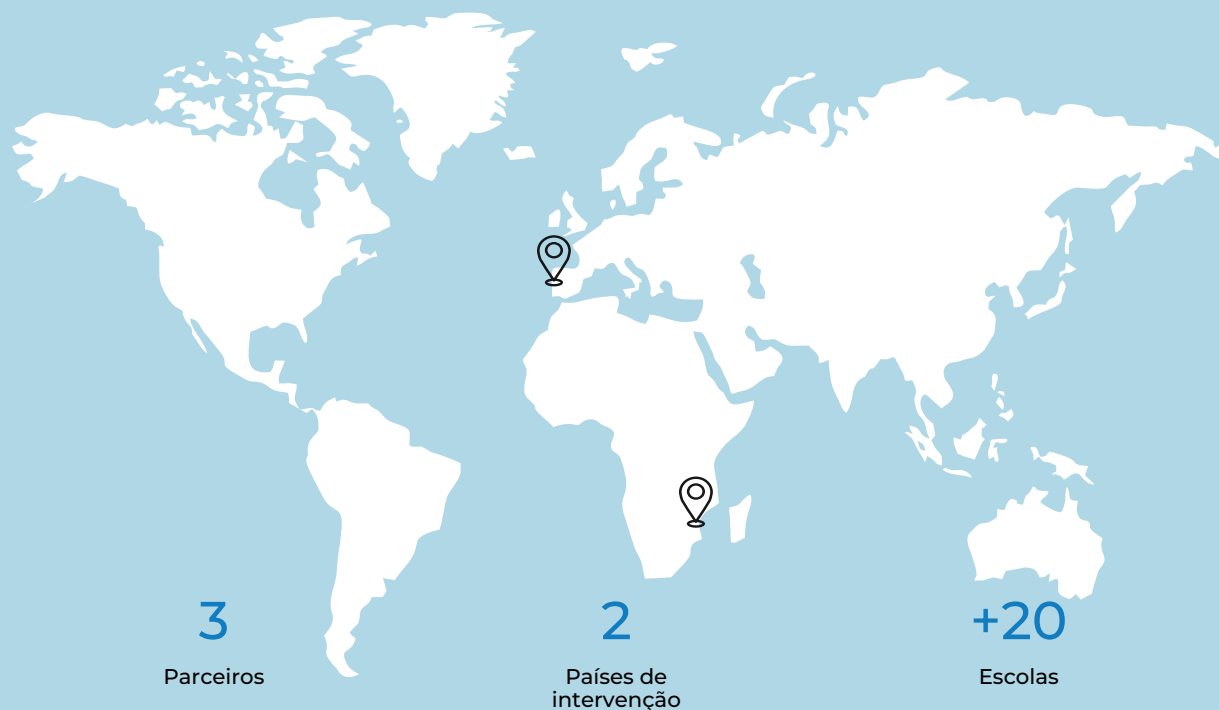 3
Parceiros
2
Países de
intervenção
+20
Escolas